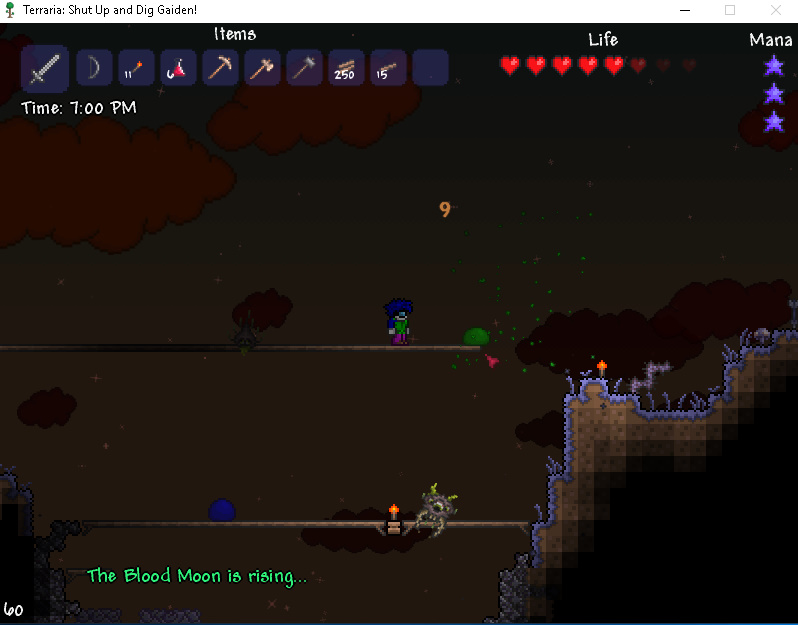 Terraria: Shut Up and Dig Gaiden!
Items
Life
Mana
11
6
250
15
Time: 7:00 PM
9
The Blood Moon is rising...
60